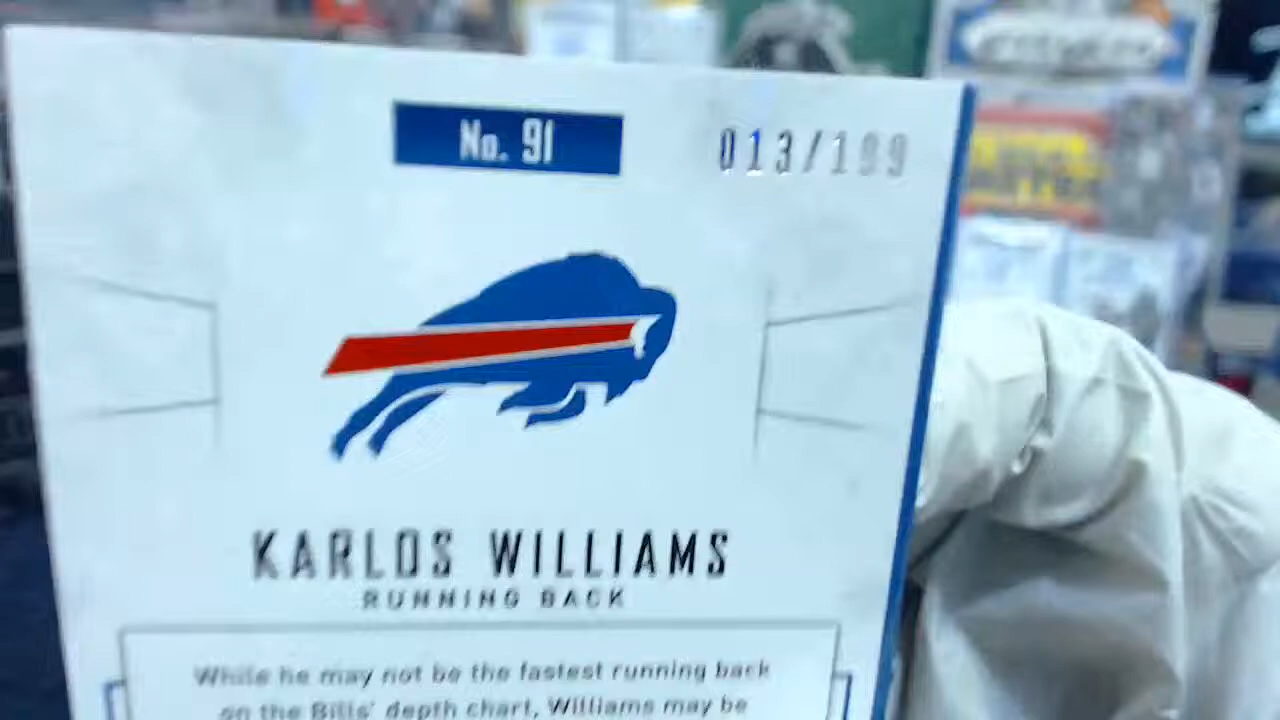 No. 91
013/199
KARLOS WILLIAMS
RUNNING BACK
While he may not be the fastest running back
on the Bills' depth chart, Williams may be